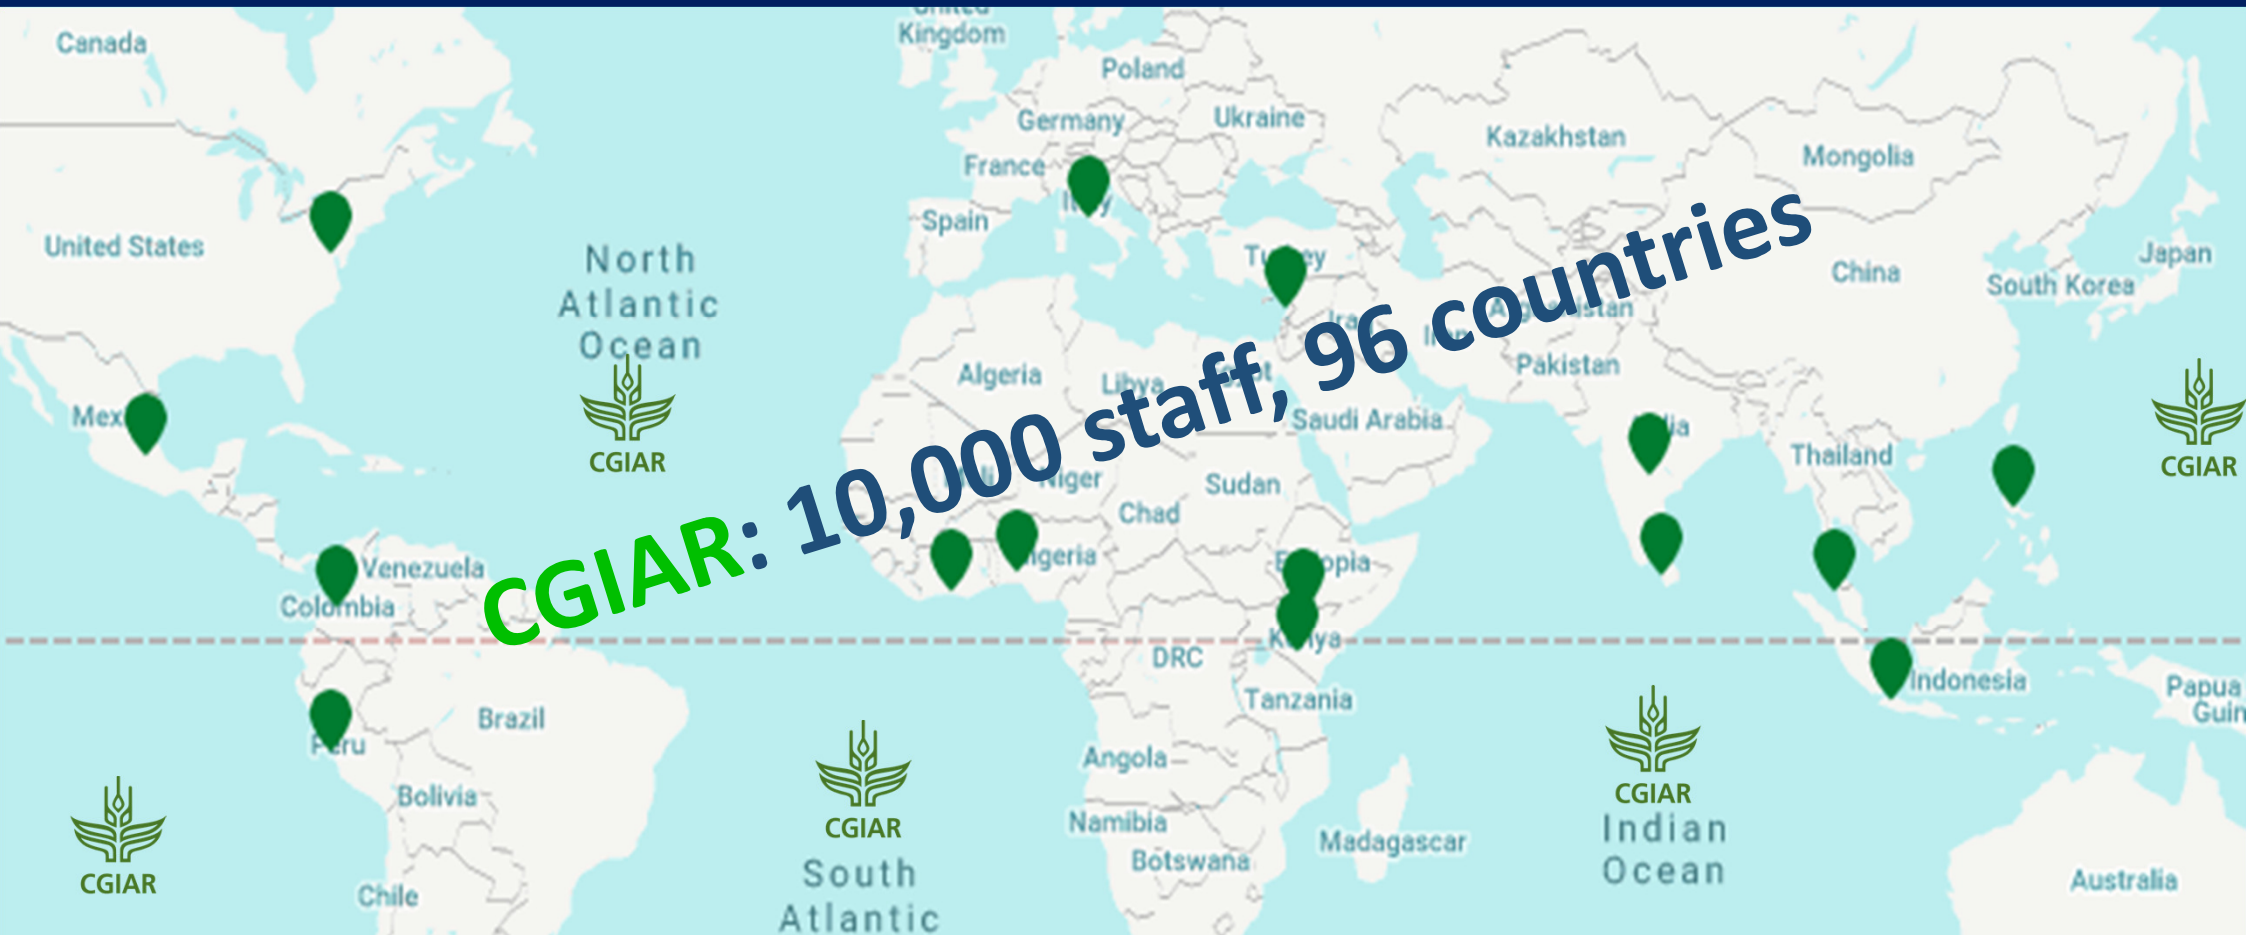 United
Kingdom
Canada
Poland
Germany
Ukraine
Kazakhstan
Mongolia
France
Spain
United States
North
Atlantic
Ocean
Japan
China
South Korea
Pakistan
Algeria
Libya
Saudi Arabia
Thailand
CGIAR: 10,000 staff, 96 countries
CGIAR
CGIAR
Niger
Sudan
Chad
Venezuela
Colombia
DRC
Indonesia
Papua
Tanzania
Brazil
Peru
Angola
Bolivia
CGIAR
CGIAR
CGIAR
Namibia
Madagascar
Indian
Ocean
Botswana
South
Atlantic
Chile
Australia